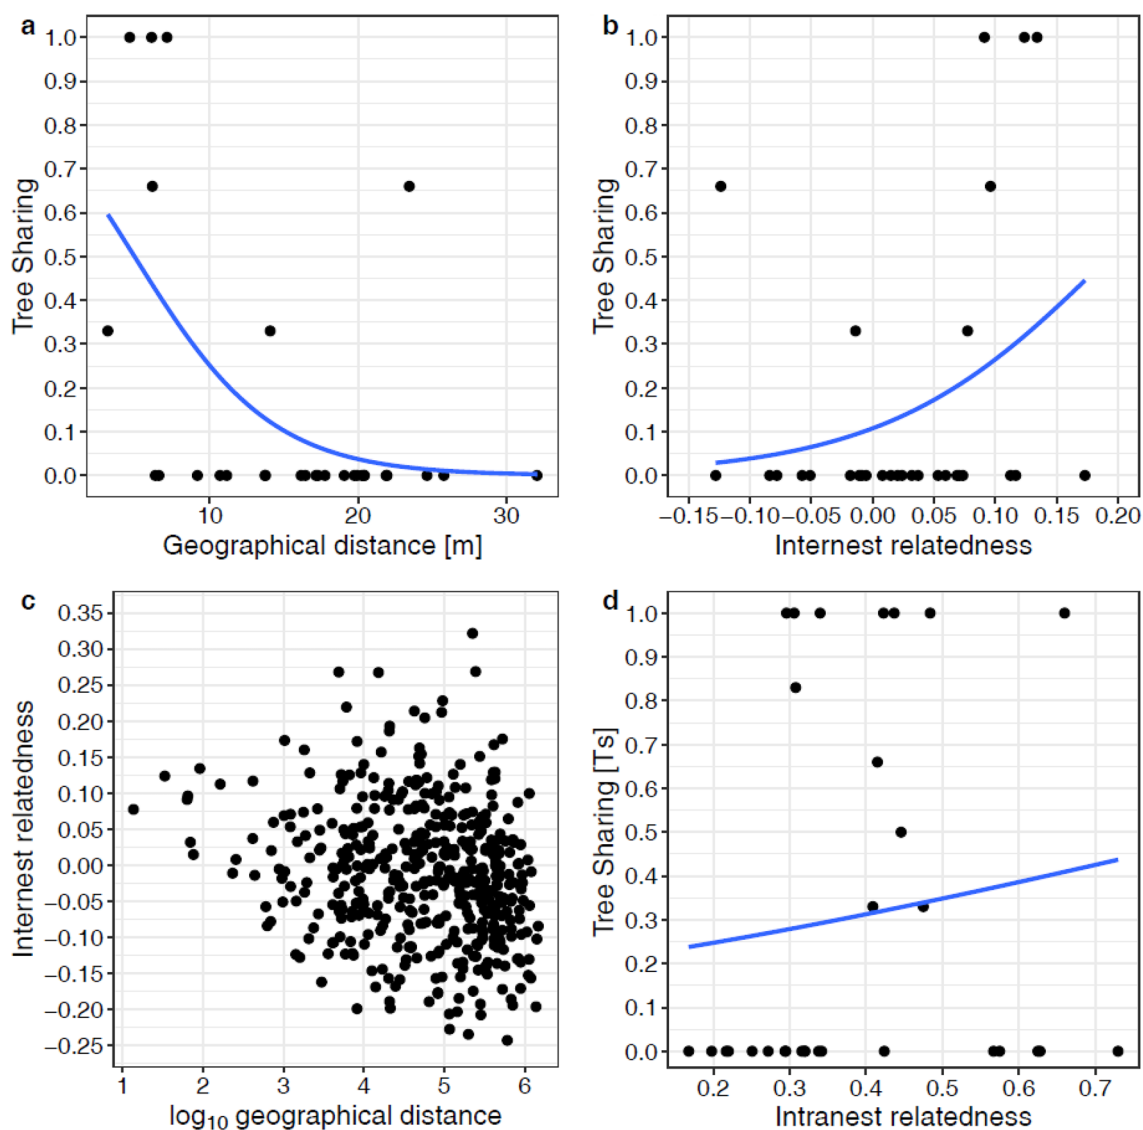 a
1.0
0.9
0.8
0.7
0.6
0.5
0.4
0.3
0.2
0.1
0.0
Tree Sharing
10 20 30
Geographical distance [m]
b
1.0
0.9
0.8
0.7
0.6
0.5
0.4
0.3
0.2
0.1
0.0
Tree Sharing
−0.15 −0.10 −0.05 0.00 0.05 0.10 0.15 0.20
Internest relatedness
c
0.35
0.30
0.25
0.20
0.15
0.10
0.05
0.00
−0.05
−0.10
−0.15
−0.20
−0.25
Internest relatedness
1 2 3 4 5 6
log₁₀ geographical distance
d
1.0
0.9
0.8
0.7
0.6
0.5
0.4
0.3
0.2
0.1
0.0
Tree Sharing [Ts]
0.2 0.3 0.4 0.5 0.6 0.7
Intranest relatedness